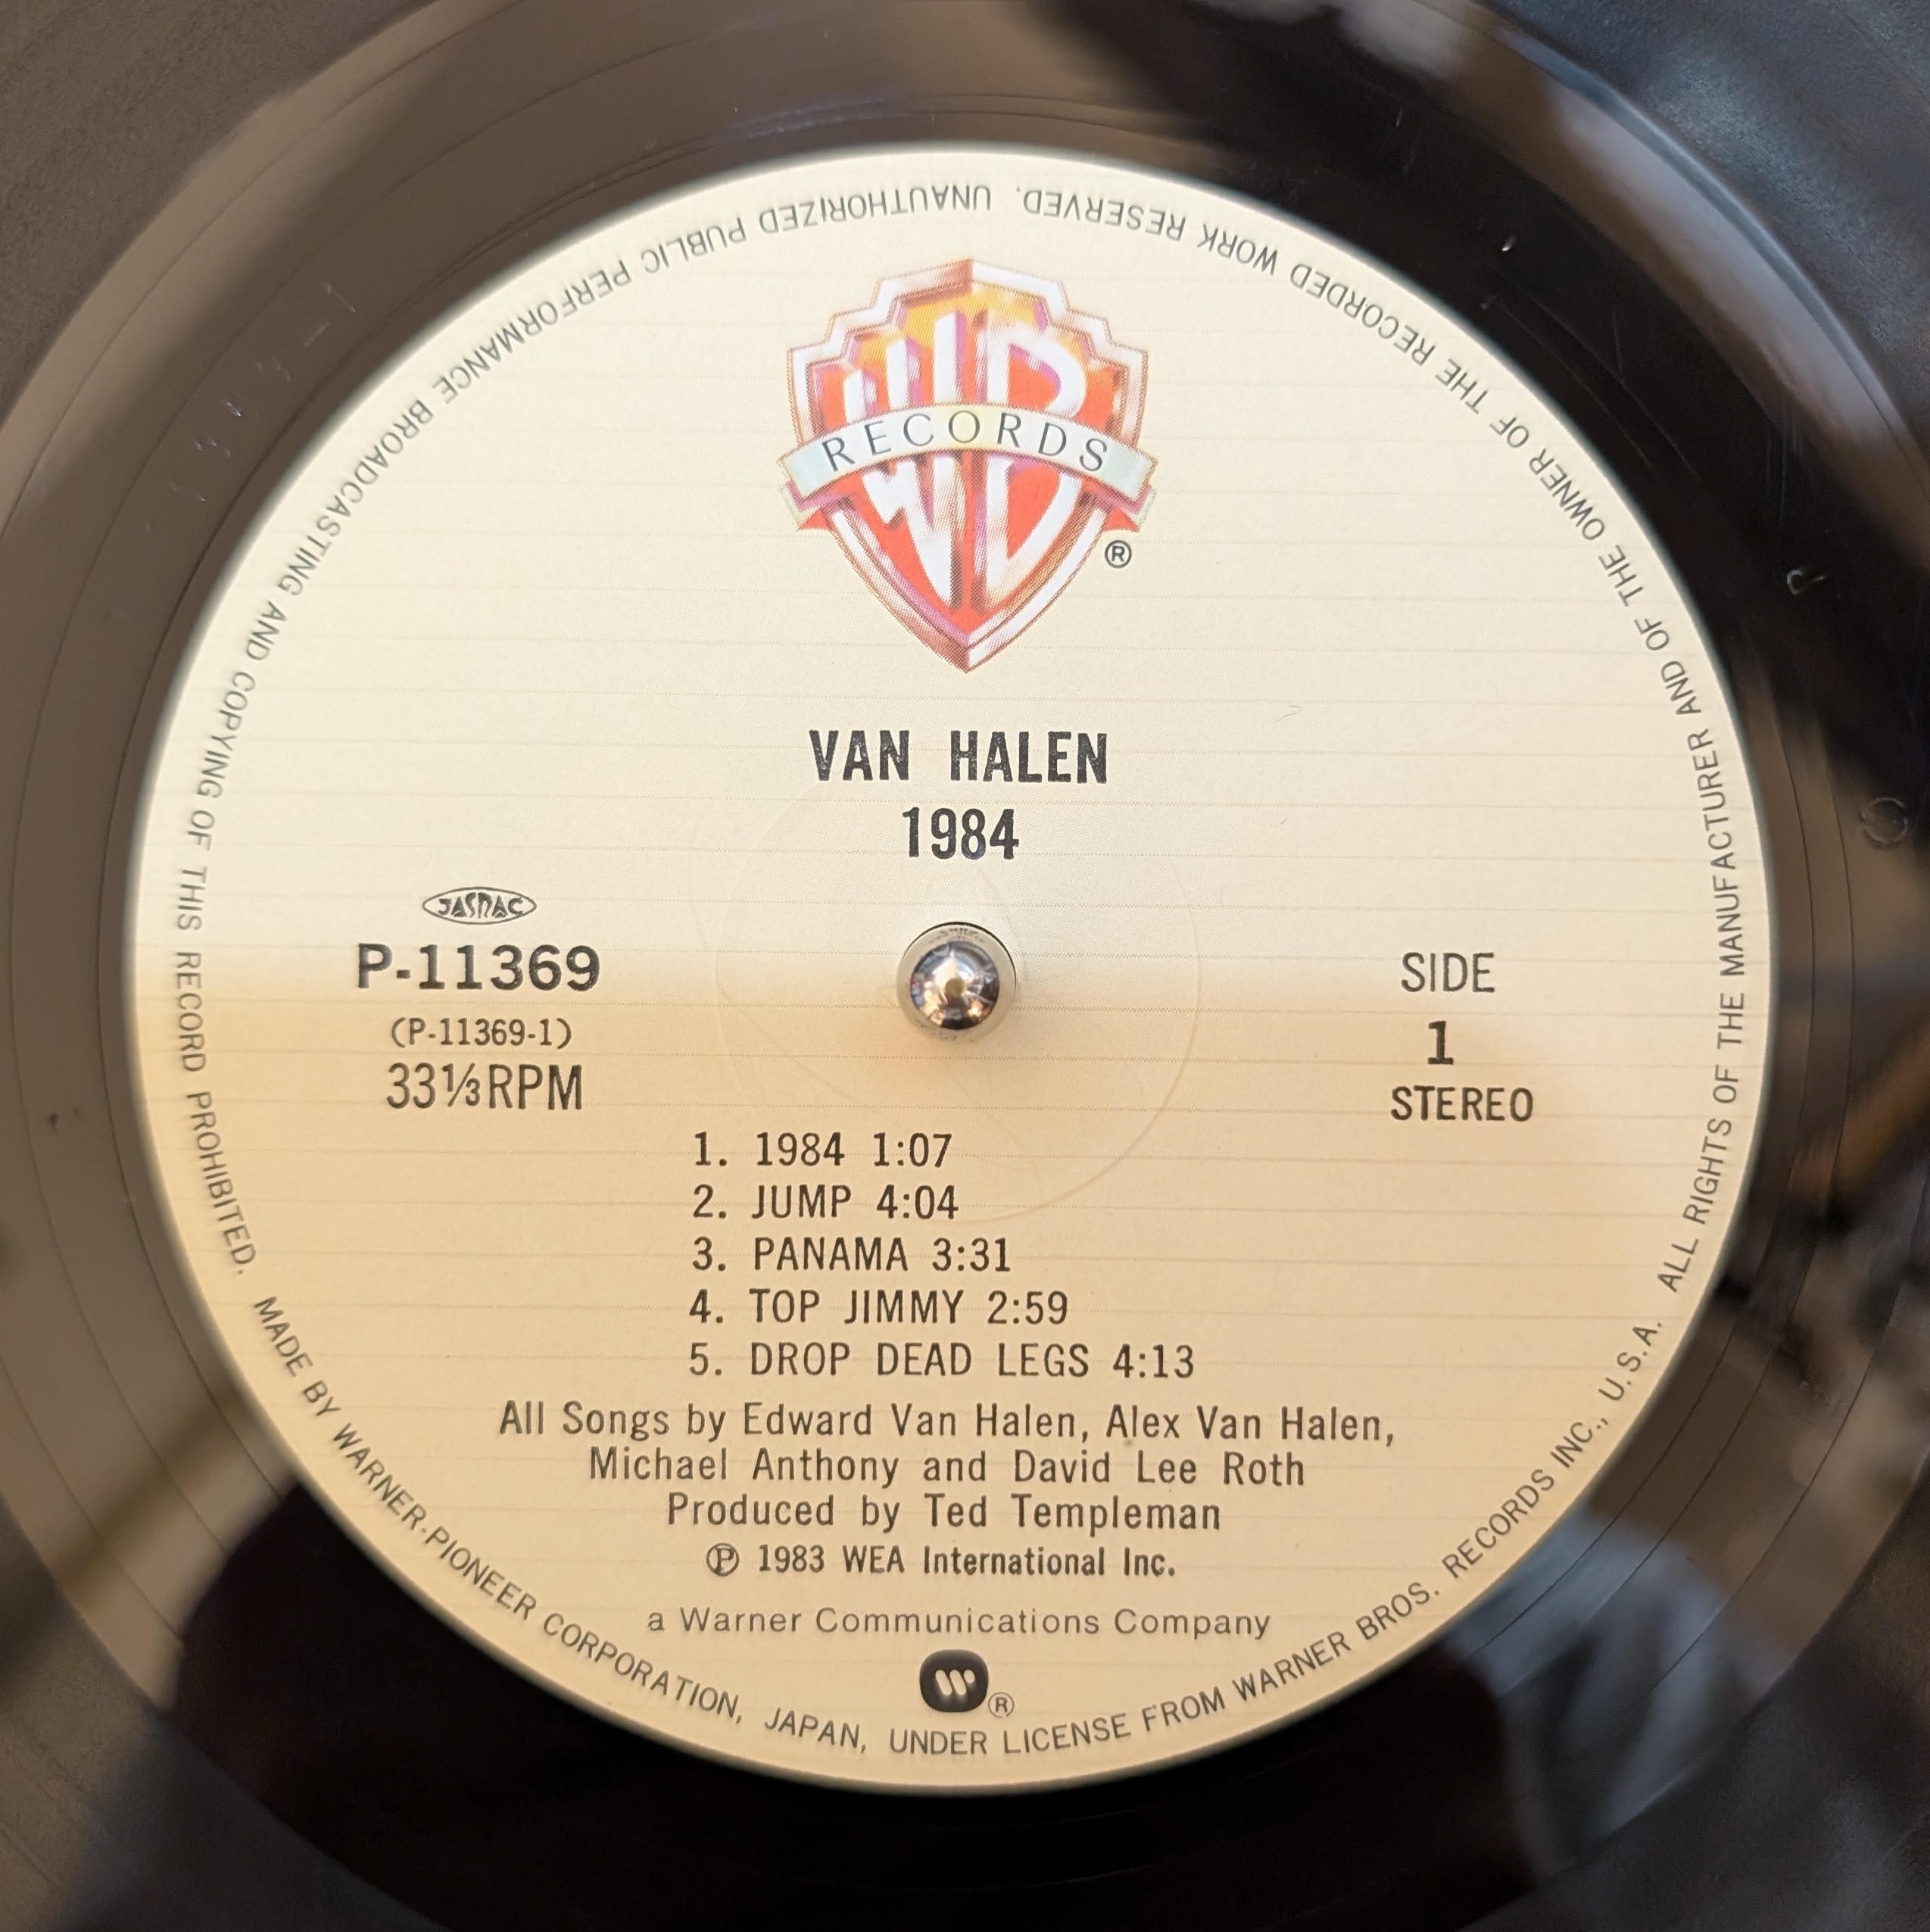 WB
RECORDS
®
VAN HALEN
1984
JASRAC
P-11369
(P-11369-1)
33⅓RPM
SIDE
1
STEREO
1. 1984 1:07
2. JUMP 4:04
3. PANAMA 3:31
4. TOP JIMMY 2:59
5. DROP DEAD LEGS 4:13
All Songs by Edward Van Halen, Alex Van Halen,
Michael Anthony and David Lee Roth
Produced by Ted Templeman
Ⓟ 1983 WEA International Inc.
a Warner Communications Company
W®
MADE BY WARNER-PIONEER CORPORATION, JAPAN, UNDER LICENSE FROM WARNER BROS. RECORDS INC., U.S.A. ALL RIGHTS OF THE MANUFACTURER AND OF THE OWNER OF THE RECORDED WORK RESERVED. UNAUTHORIZED PUBLIC PERFORMANCE BROADCASTING AND COPYING OF THIS RECORD PROHIBITED.